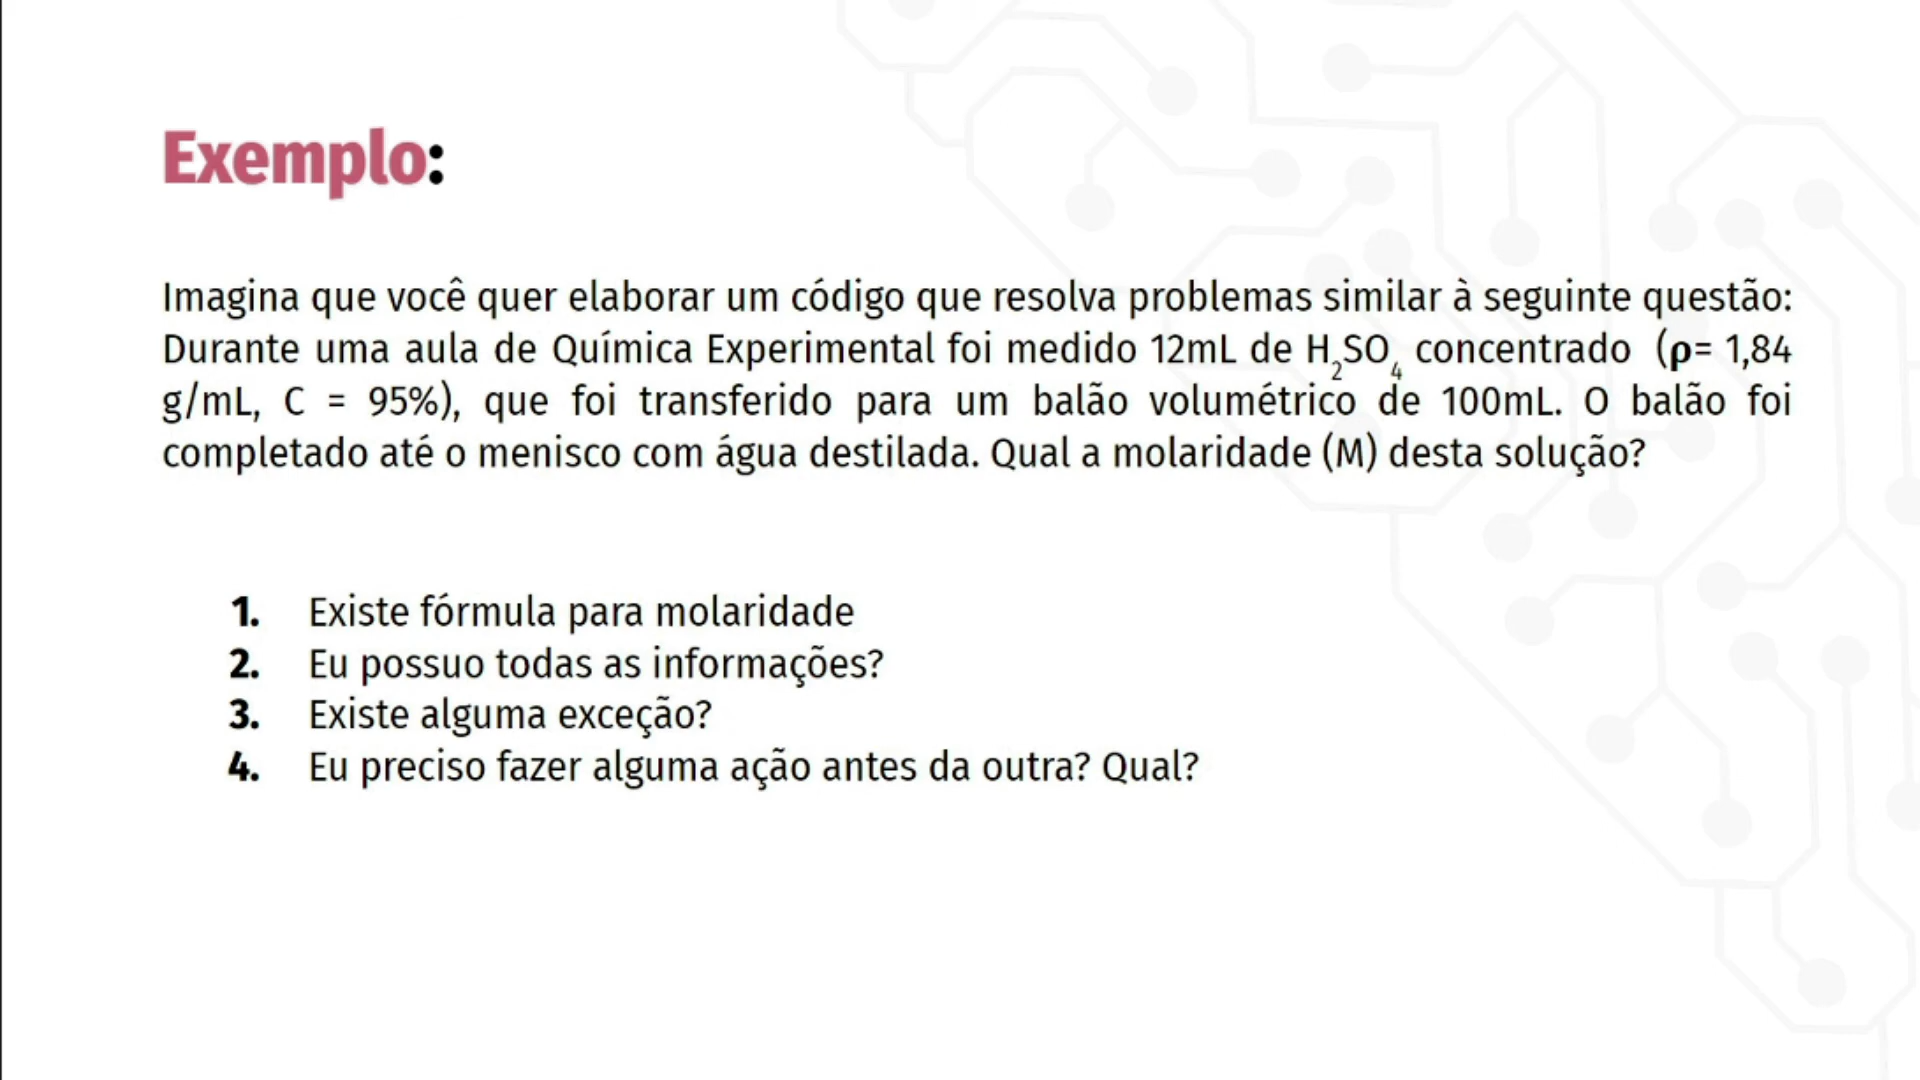 Exemplo:
Imagina que você quer elaborar um código que resolva problemas similar à seguinte questão:
Durante uma aula de Química Experimental foi medido 12mL de H₂SO₄ concentrado (ρ= 1,84
g/mL, C = 95%), que foi transferido para um balão volumétrico de 100mL. O balão foi
completado até o menisco com água destilada. Qual a molaridade (M) desta solução?
1. Existe fórmula para molaridade
2. Eu possuo todas as informações?
3. Existe alguma exceção?
4. Eu preciso fazer alguma ação antes da outra? Qual?